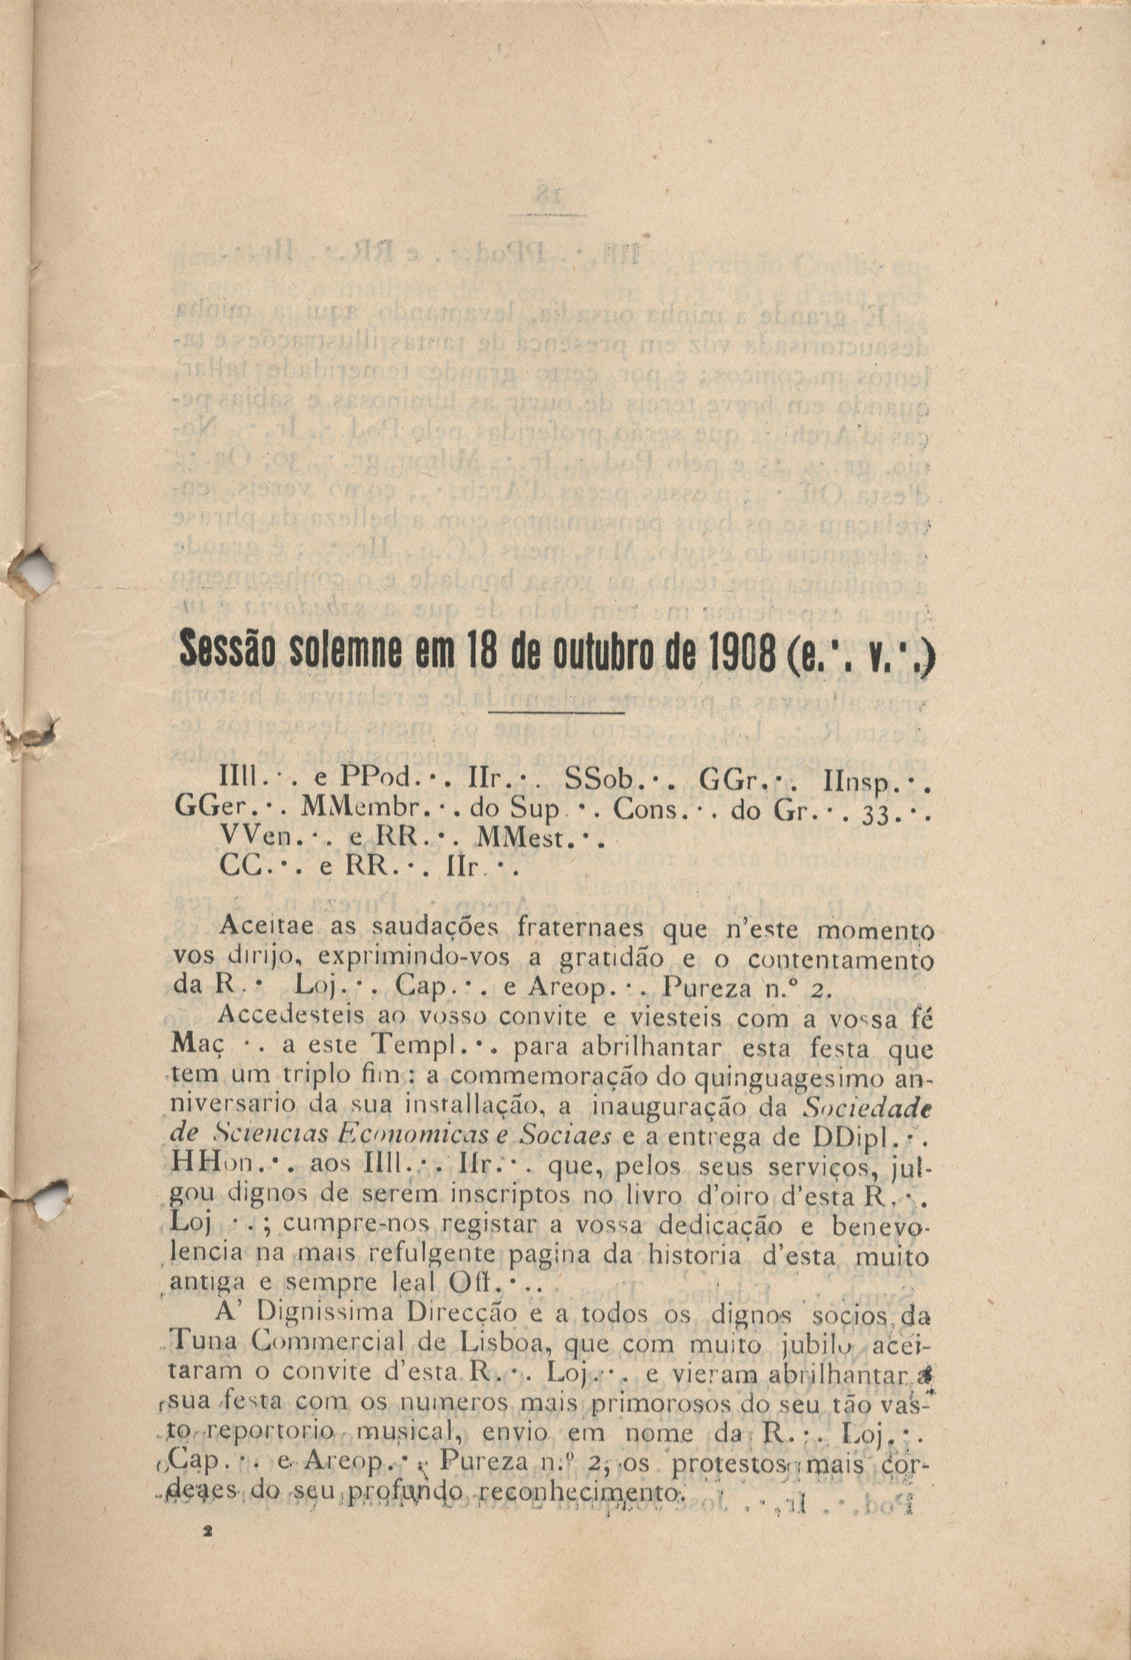 Sessão solemne em 18 de outubro de 1908 (e.·. v.·.)
IIll.·. e PPod.·. IIr.·. SSob.·. GGr.·. IInsp.·.
GGer.·. MMembr.·. do Sup.·. Cons.·. do Gr.·. 33.·.
VVen.·. e RR.·. MMest.·.
CC.·. e RR.·. IIr.·.
Aceitae as saudações fraternaes que n'este momento
vos dirijo, exprimindo-vos a gratidão e o contentamento
da R.· Loj.·. Cap.·. e Areop.·. Pureza n.º 2.
Accedesteis ao vosso convite e viesteis com a vossa fé
Maç ·. a este Templ.·. para abrilhantar esta festa que
tem um triplo fim: a commemoração do quinguagesimo an-
niversario da sua installação, a inauguração da Sociedade
de Sciencias Economicas e Sociaes e a entrega de DDipl.·.
HHon.·. aos IIll.·. IIr.·. que, pelos seus serviços, jul-
gou dignos de serem inscriptos no livro d'oiro d'esta R.·.
Loj ·.; cumpre-nos registar a vossa dedicação e benevo-
lencia na mais refulgente pagina da historia d'esta muito
antiga e sempre leal Off.·..
A' Dignissima Direcção e a todos os dignos socios da
Tuna Commercial de Lisboa, que com muito jubilo acei-
taram o convite d'esta R.·. Loj.·. e vieram abrilhantar a
sua festa com os numeros mais primorosos do seu tão vas-
to reportorio musical, envio em nome da R.·. Loj.·.
Cap.·. e Areop.·. Pureza n.º 2, os protestos mais cor-
deaes do seu profundo reconhecimento.
2